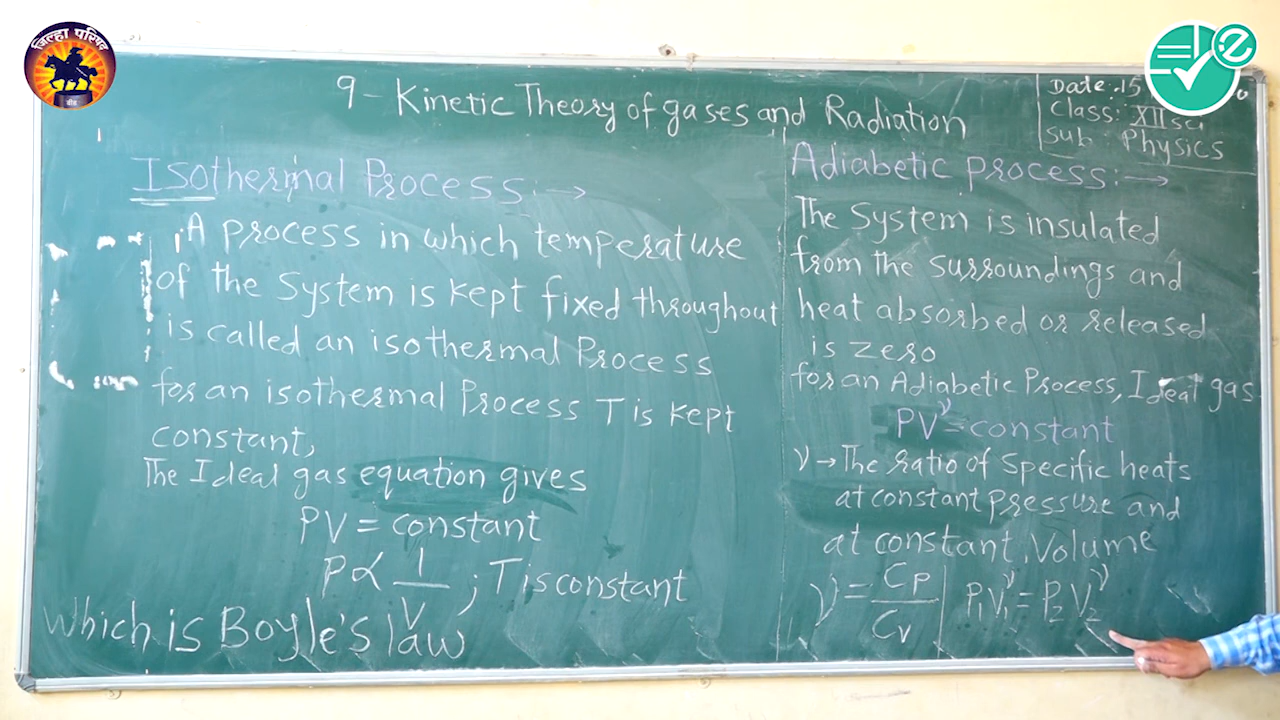 जिल्हा परिषद
बीड
9 - Kinetic Theory of gases and Radiation
Date: 15
Class: XII sci
Sub: Physics
Isothermal Process:→
A process in which temperature
of the System is kept fixed throughout
is called an isothermal Process
for an isothermal Process T is kept
constant,
The Ideal gas equation gives
PV = constant
P ∝ 1/V ; T is constant
Which is Boyle's law
Adiabetic process:→
The System is insulated
from the surroundings and
heat absorbed or released
is zero
for an Adiabetic Process, Ideal gas
PV^γ = constant
γ → The ratio of Specific heats
at constant pressure and
at constant, Volume
γ = Cp/Cv | P₁V₁^γ = P₂V₂^γ